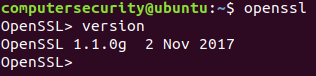 computersecurity@ubuntu:~$ openssl
OpenSSL> version
OpenSSL 1.1.0g  2 Nov 2017
OpenSSL>